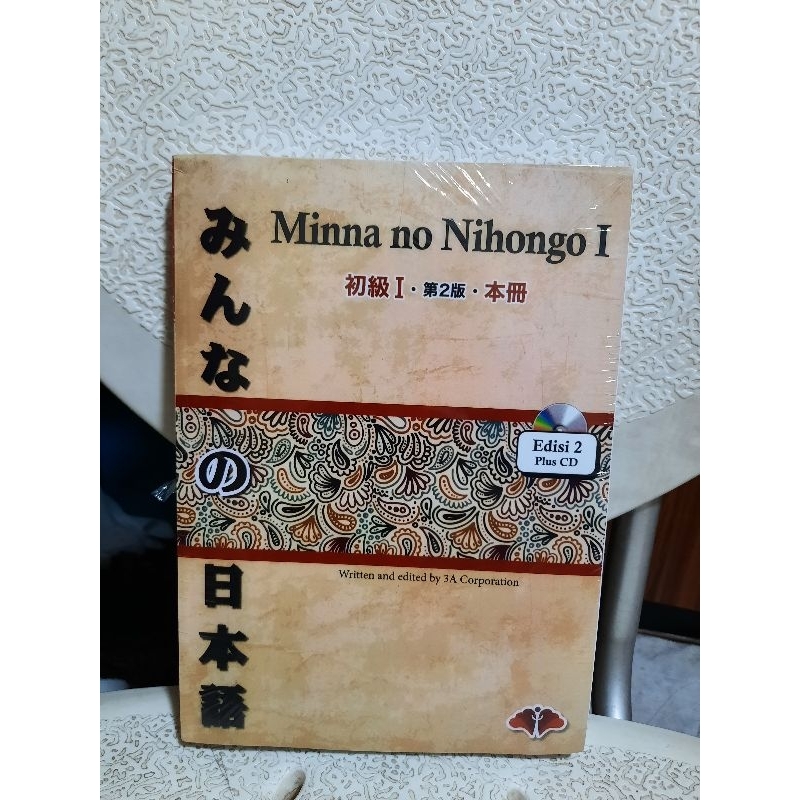 みんなの日本語
Minna no Nihongo I
初級 I・第2版・本冊
Edisi 2
Plus CD
Written and edited by 3A Corporation